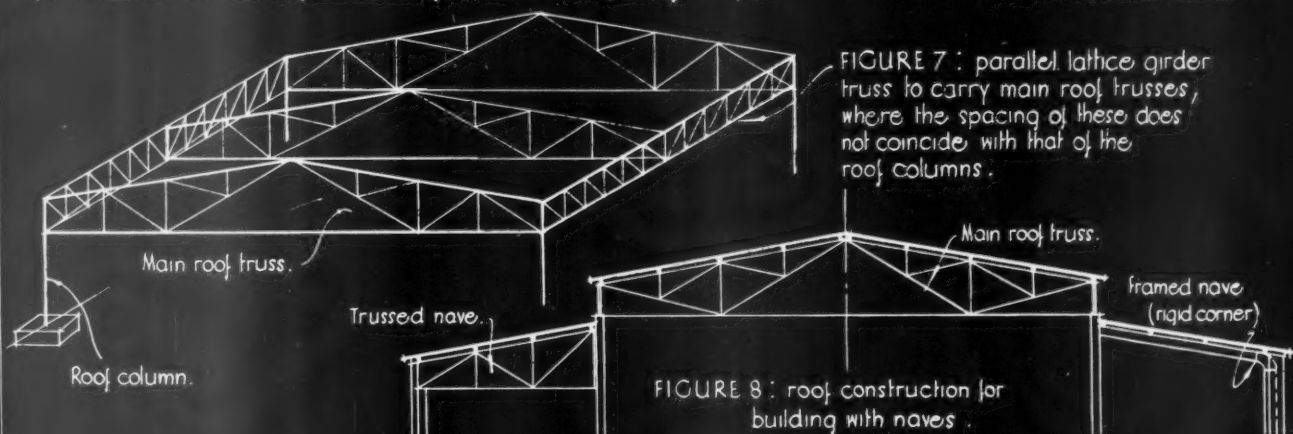 FIGURE 7 : parallel lattice girder
truss to carry main roof trusses,
where the spacing of these does
not coincide with that of the
roof columns.
Main roof truss.
Roof column.
Main roof truss.
Trussed nave.
Framed nave
(rigid corner)
FIGURE 8 : roof construction for
building with naves.